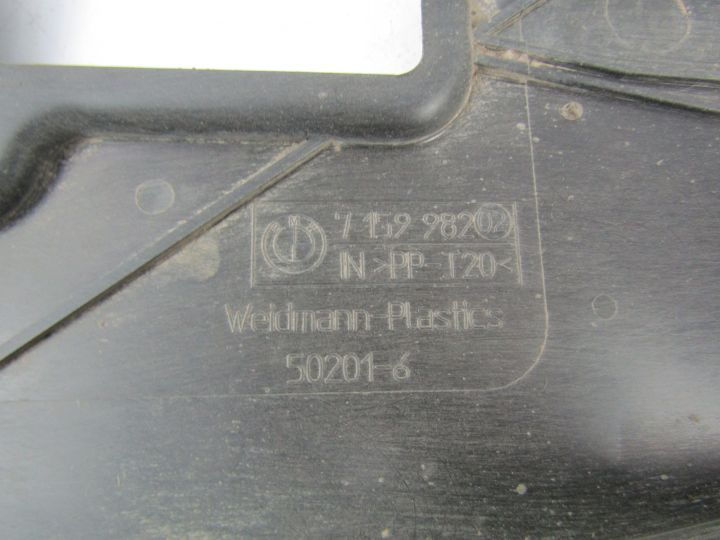 7 159 982 02
IN >PP-T20<
Weidmann-Plastics
50201-6